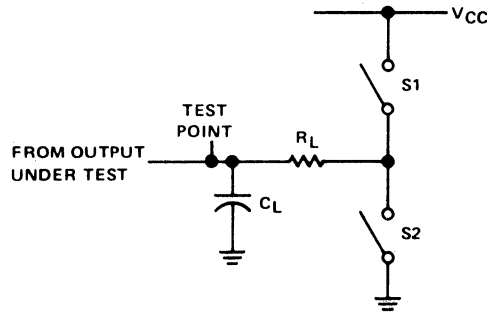 VCC
S1
TEST
POINT
RL
FROM OUTPUT
UNDER TEST
CL
S2